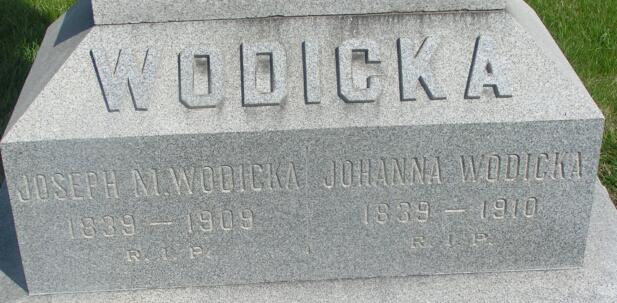 WODICKA
JOSEPH M. WODICKA
1839 — 1909
R. I. P.
JOHANNA WODICKA
1839 — 1910
R. I. P.